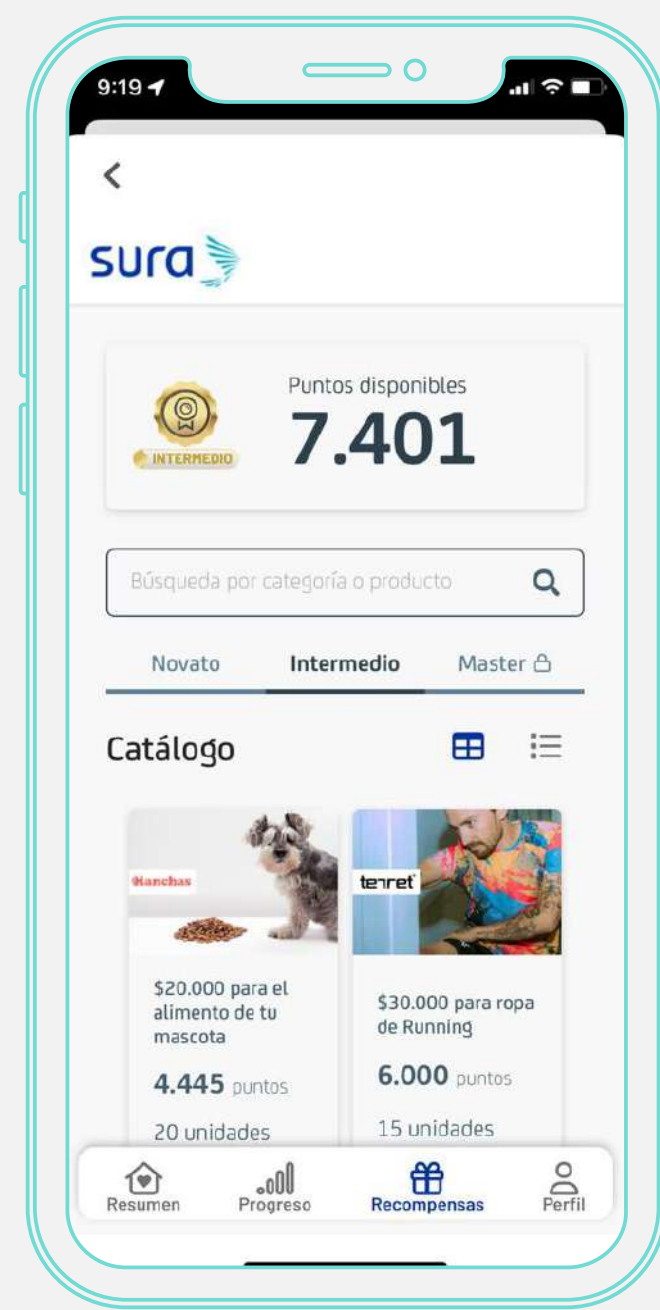 9:19
sura
Puntos disponibles
7.401
INTERMEDIO
Búsqueda por categoría o producto
Novato Intermedio Master
Catálogo
Manchas
tenret
$20.000 para el
alimento de tu
mascota
4.445 puntos
20 unidades
$30.000 para ropa
de Running
6.000 puntos
15 unidades
Resumen Progreso Recompensas Perfil